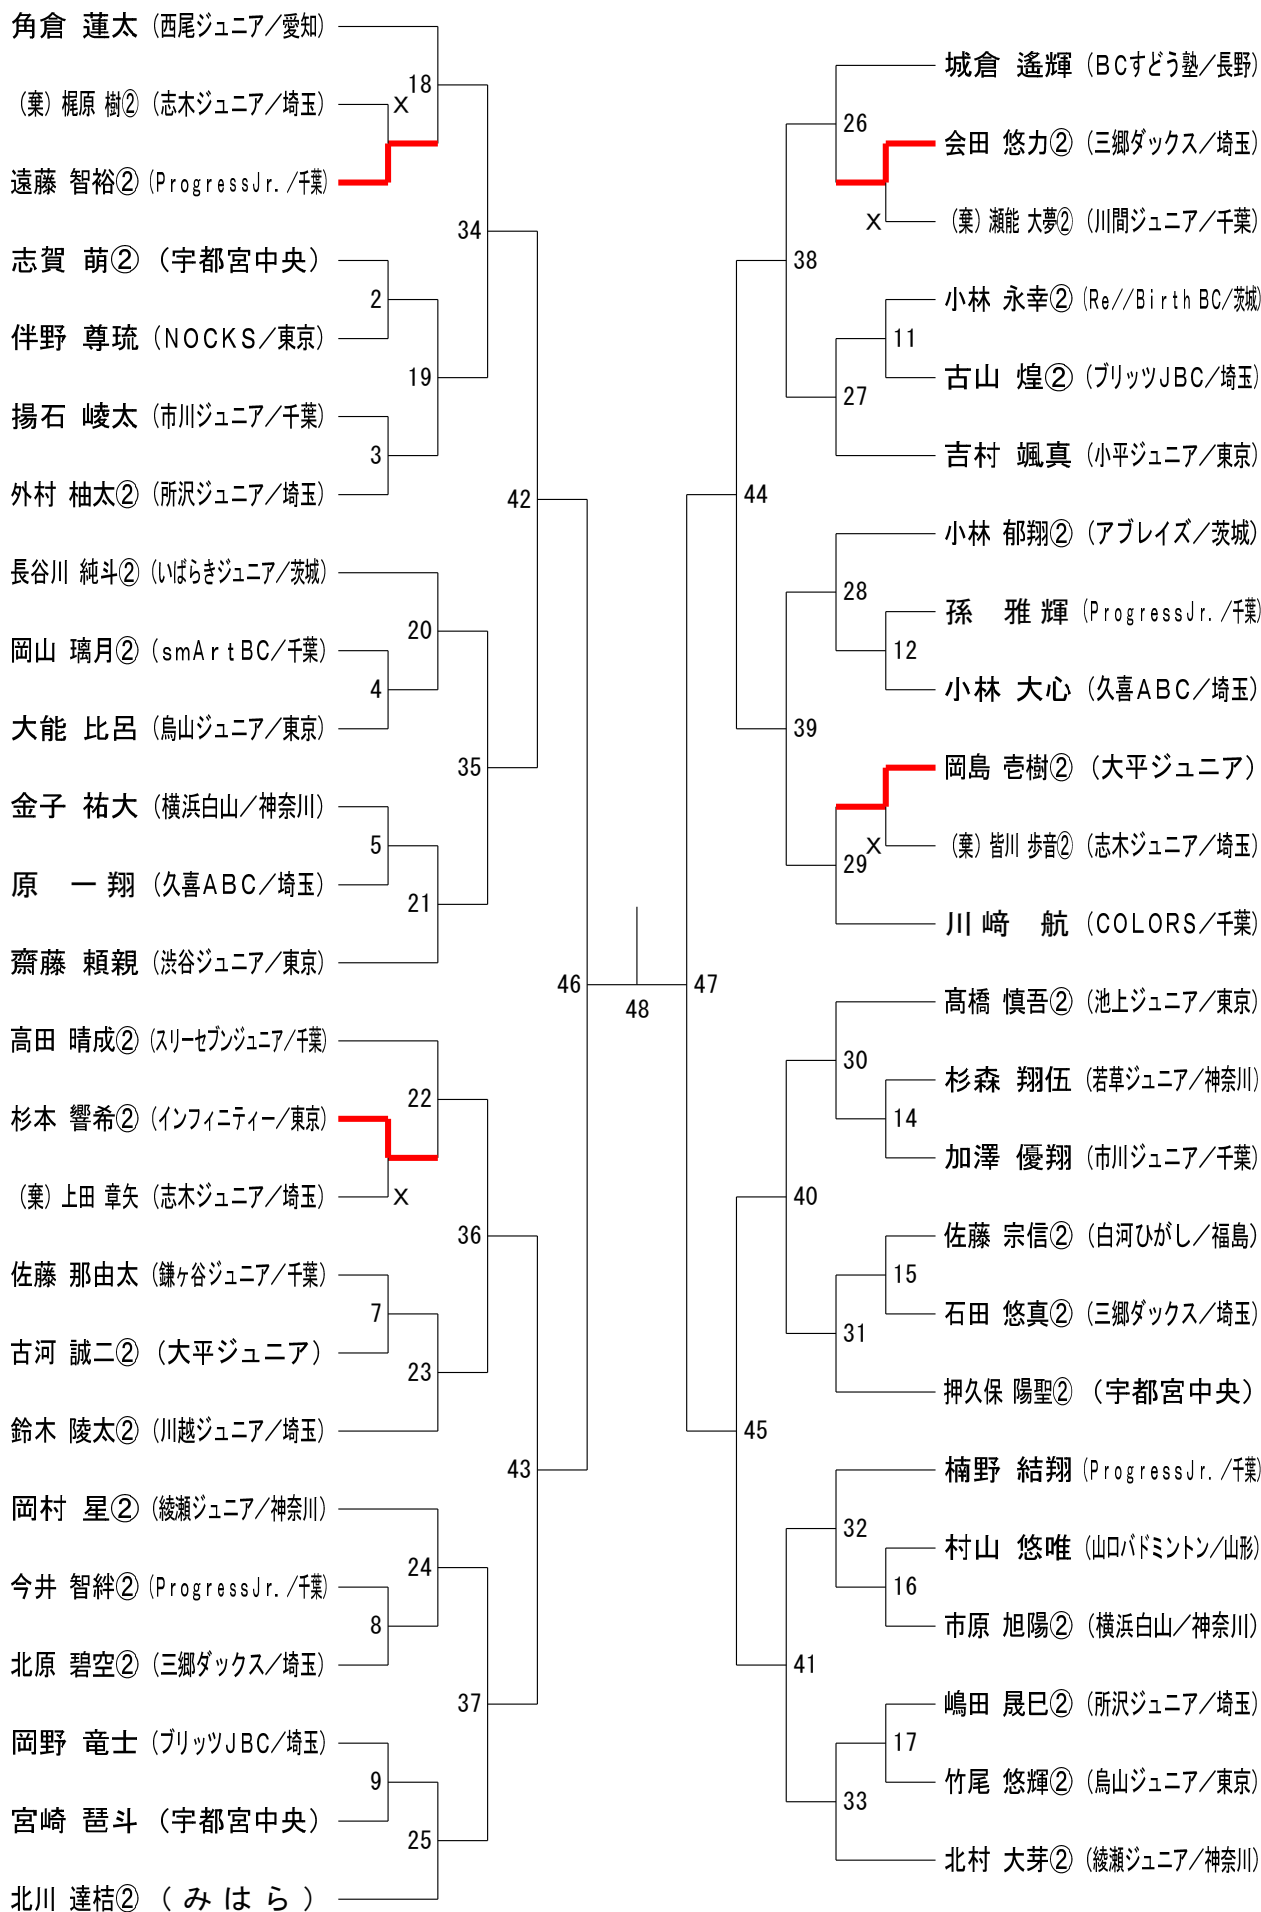 角倉 蓮太 (西尾ジュニア／愛知)
18
（棄）梶原 樹② (志木ジュニア／埼玉)
X
遠藤 智裕② (ProgressJr.／千葉)
34
志賀 萌② (宇都宮中央)
2
伴野 尊琉 (NOCKS／東京)
19
揚石 崚太 (市川ジュニア／千葉)
3
外村 柚太② (所沢ジュニア／埼玉)
42
長谷川 純斗② (いばらきジュニア／茨城)
20
岡山 璃月② (smArtBC／千葉)
4
大能 比呂 (烏山ジュニア／東京)
35
金子 祐大 (横浜白山／神奈川)
5
原 一翔 (久喜ABC／埼玉)
21
齋藤 頼親 (渋谷ジュニア／東京)
46
高田 晴成② (スリーセブンジュニア／千葉)
22
杉本 響希② (インフィニティー／東京)
（棄）上田 章矢 (志木ジュニア／埼玉)
X
36
佐藤 那由太 (鎌ヶ谷ジュニア／千葉)
7
古河 誠二② (大平ジュニア)
23
鈴木 陵太② (川越ジュニア／埼玉)
43
岡村 星② (綾瀬ジュニア／神奈川)
24
今井 智絆② (ProgressJr.／千葉)
8
北原 碧空② (三郷ダックス／埼玉)
37
岡野 竜士 (ブリッツJBC／埼玉)
9
宮崎 琶斗 (宇都宮中央)
25
北川 達桔② (みはら)
48
城倉 遙輝 (BCすどう塾／長野)
26
会田 悠力② (三郷ダックス／埼玉)
X
（棄）瀬能 大夢② (川間ジュニア／千葉)
38
小林 永幸② (Re//Birth BC／茨城)
11
古山 煌② (ブリッツJBC／埼玉)
27
吉村 颯真 (小平ジュニア／東京)
44
小林 郁翔② (アブレイズ／茨城)
28
孫 雅輝 (ProgressJr.／千葉)
12
小林 大心 (久喜ABC／埼玉)
39
岡島 壱樹② (大平ジュニア)
X
（棄）皆川 歩音② (志木ジュニア／埼玉)
29
川﨑 航 (COLORS／千葉)
47
髙橋 慎吾② (池上ジュニア／東京)
30
杉森 翔伍 (若草ジュニア／神奈川)
14
加澤 優翔 (市川ジュニア／千葉)
40
佐藤 宗信② (白河ひがし／福島)
15
石田 悠真② (三郷ダックス／埼玉)
31
押久保 陽聖② (宇都宮中央)
45
楠野 結翔 (ProgressJr.／千葉)
32
村山 悠唯 (山口バドミントン／山形)
16
市原 旭陽② (横浜白山／神奈川)
41
嶋田 晟巳② (所沢ジュニア／埼玉)
17
竹尾 悠輝② (烏山ジュニア／東京)
33
北村 大芽② (綾瀬ジュニア／神奈川)